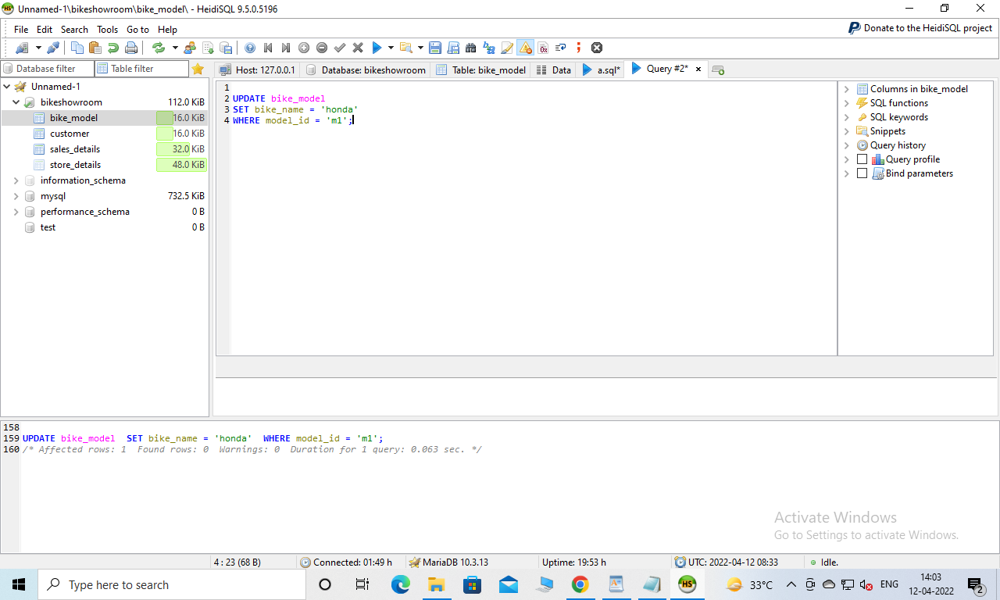 Unnamed-1\bikeshowroom\bike_model\ - HeidiSQL 9.5.0.5196
File Edit Search Tools Go to Help
Donate to the HeidiSQL project
Database filter Table filter
Host: 127.0.0.1 Database: bikeshowroom Table: bike_model Data a.sql* Query #2*
Unnamed-1
bikeshowroom 112.0 KiB
bike_model 16.0 KiB
customer 16.0 KiB
sales_details 32.0 KiB
store_details 48.0 KiB
information_schema
mysql 732.5 KiB
performance_schema 0 B
test 0 B
1
2 UPDATE bike_model
3 SET bike_name = 'honda'
4 WHERE model_id = 'm1';
Columns in bike_model
SQL functions
SQL keywords
Snippets
Query history
Query profile
Bind parameters
158
159 UPDATE bike_model  SET bike_name = 'honda'  WHERE model_id = 'm1';
160 /* Affected rows: 1  Found rows: 0  Warnings: 0  Duration for 1 query: 0.063 sec. */
Activate Windows
Go to Settings to activate Windows.
4 : 23 (68 B) Connected: 01:49 h MariaDB 10.3.13 Uptime: 19:53 h UTC: 2022-04-12 08:33 Idle.
Type here to search
HS
33°C ENG
14:03
12-04-2022
2